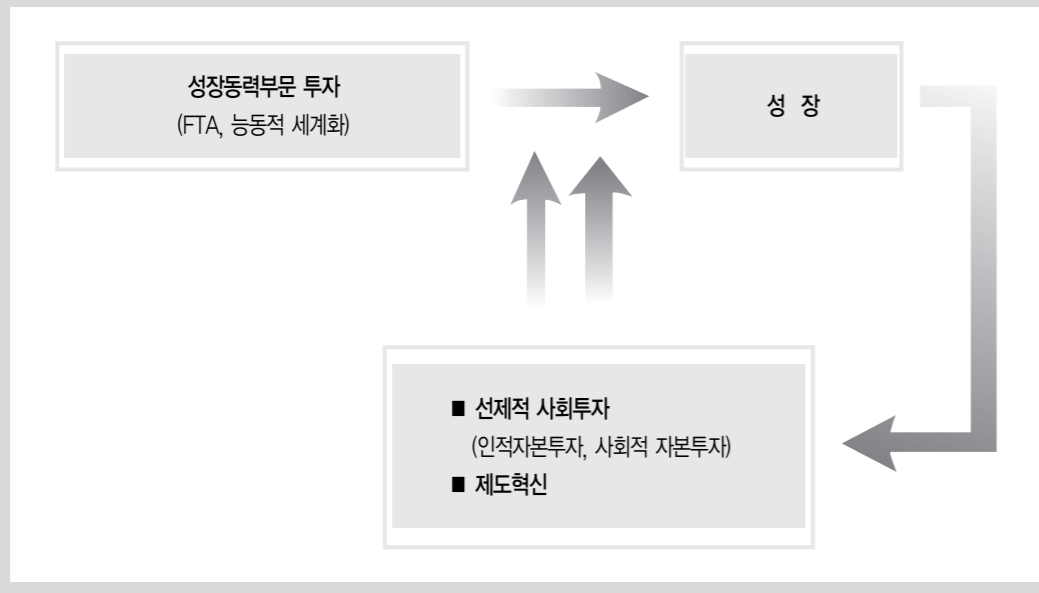 성장동력부문 투자
(FTA, 능동적 세계화)
성 장
■ 선제적 사회투자
(인적자본투자, 사회적 자본투자)
■ 제도혁신